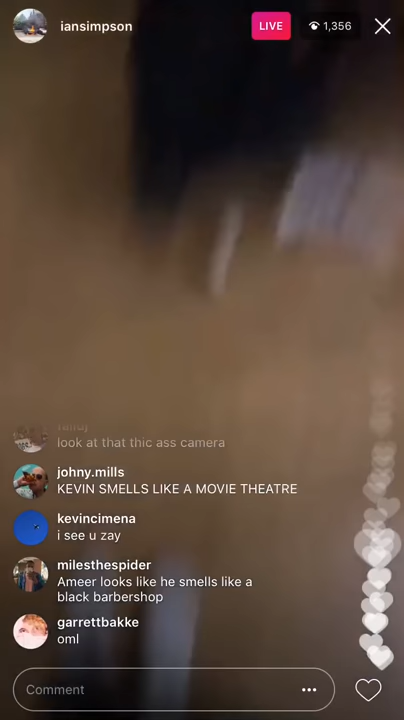 iansimpson
LIVE
1,356
look at that thic ass camera
johny.mills
KEVIN SMELLS LIKE A MOVIE THEATRE
kevincimena
i see u zay
milesthespider
Ameer looks like he smells like a
black barbershop
garrettbakke
oml
Comment